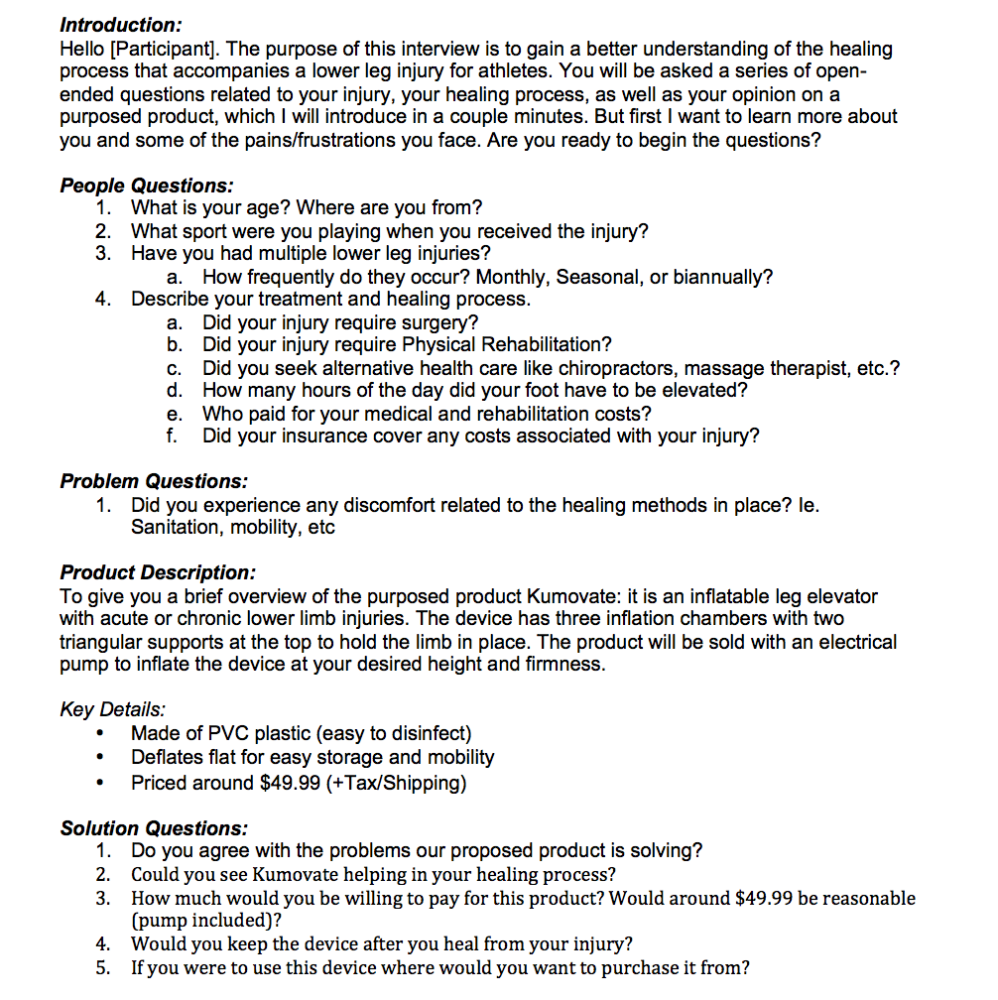 Introduction:
Hello [Participant]. The purpose of this interview is to gain a better understanding of the healing
process that accompanies a lower leg injury for athletes. You will be asked a series of open-
ended questions related to your injury, your healing process, as well as your opinion on a
purposed product, which I will introduce in a couple minutes. But first I want to learn more about
you and some of the pains/frustrations you face. Are you ready to begin the questions?
People Questions:
1. What is your age? Where are you from?
2. What sport were you playing when you received the injury?
3. Have you had multiple lower leg injuries?
a. How frequently do they occur? Monthly, Seasonal, or biannually?
4. Describe your treatment and healing process.
a. Did your injury require surgery?
b. Did your injury require Physical Rehabilitation?
c. Did you seek alternative health care like chiropractors, massage therapist, etc.?
d. How many hours of the day did your foot have to be elevated?
e. Who paid for your medical and rehabilitation costs?
f. Did your insurance cover any costs associated with your injury?
Problem Questions:
1. Did you experience any discomfort related to the healing methods in place? Ie.
Sanitation, mobility, etc
Product Description:
To give you a brief overview of the purposed product Kumovate: it is an inflatable leg elevator
with acute or chronic lower limb injuries. The device has three inflation chambers with two
triangular supports at the top to hold the limb in place. The product will be sold with an electrical
pump to inflate the device at your desired height and firmness.
Key Details:
• Made of PVC plastic (easy to disinfect)
• Deflates flat for easy storage and mobility
• Priced around $49.99 (+Tax/Shipping)
Solution Questions:
1. Do you agree with the problems our proposed product is solving?
2. Could you see Kumovate helping in your healing process?
3. How much would you be willing to pay for this product? Would around $49.99 be reasonable
(pump included)?
4. Would you keep the device after you heal from your injury?
5. If you were to use this device where would you want to purchase it from?